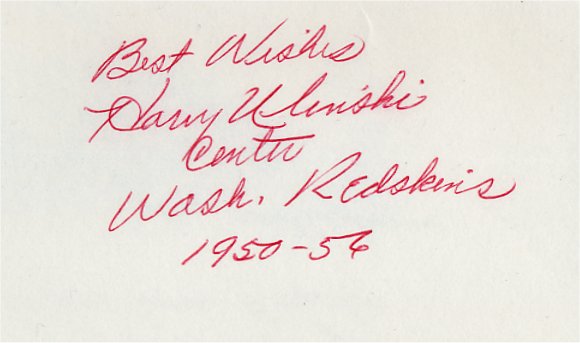 Best Wishes
Harry Ulinski
Center
Wash. Redskins
1950-56